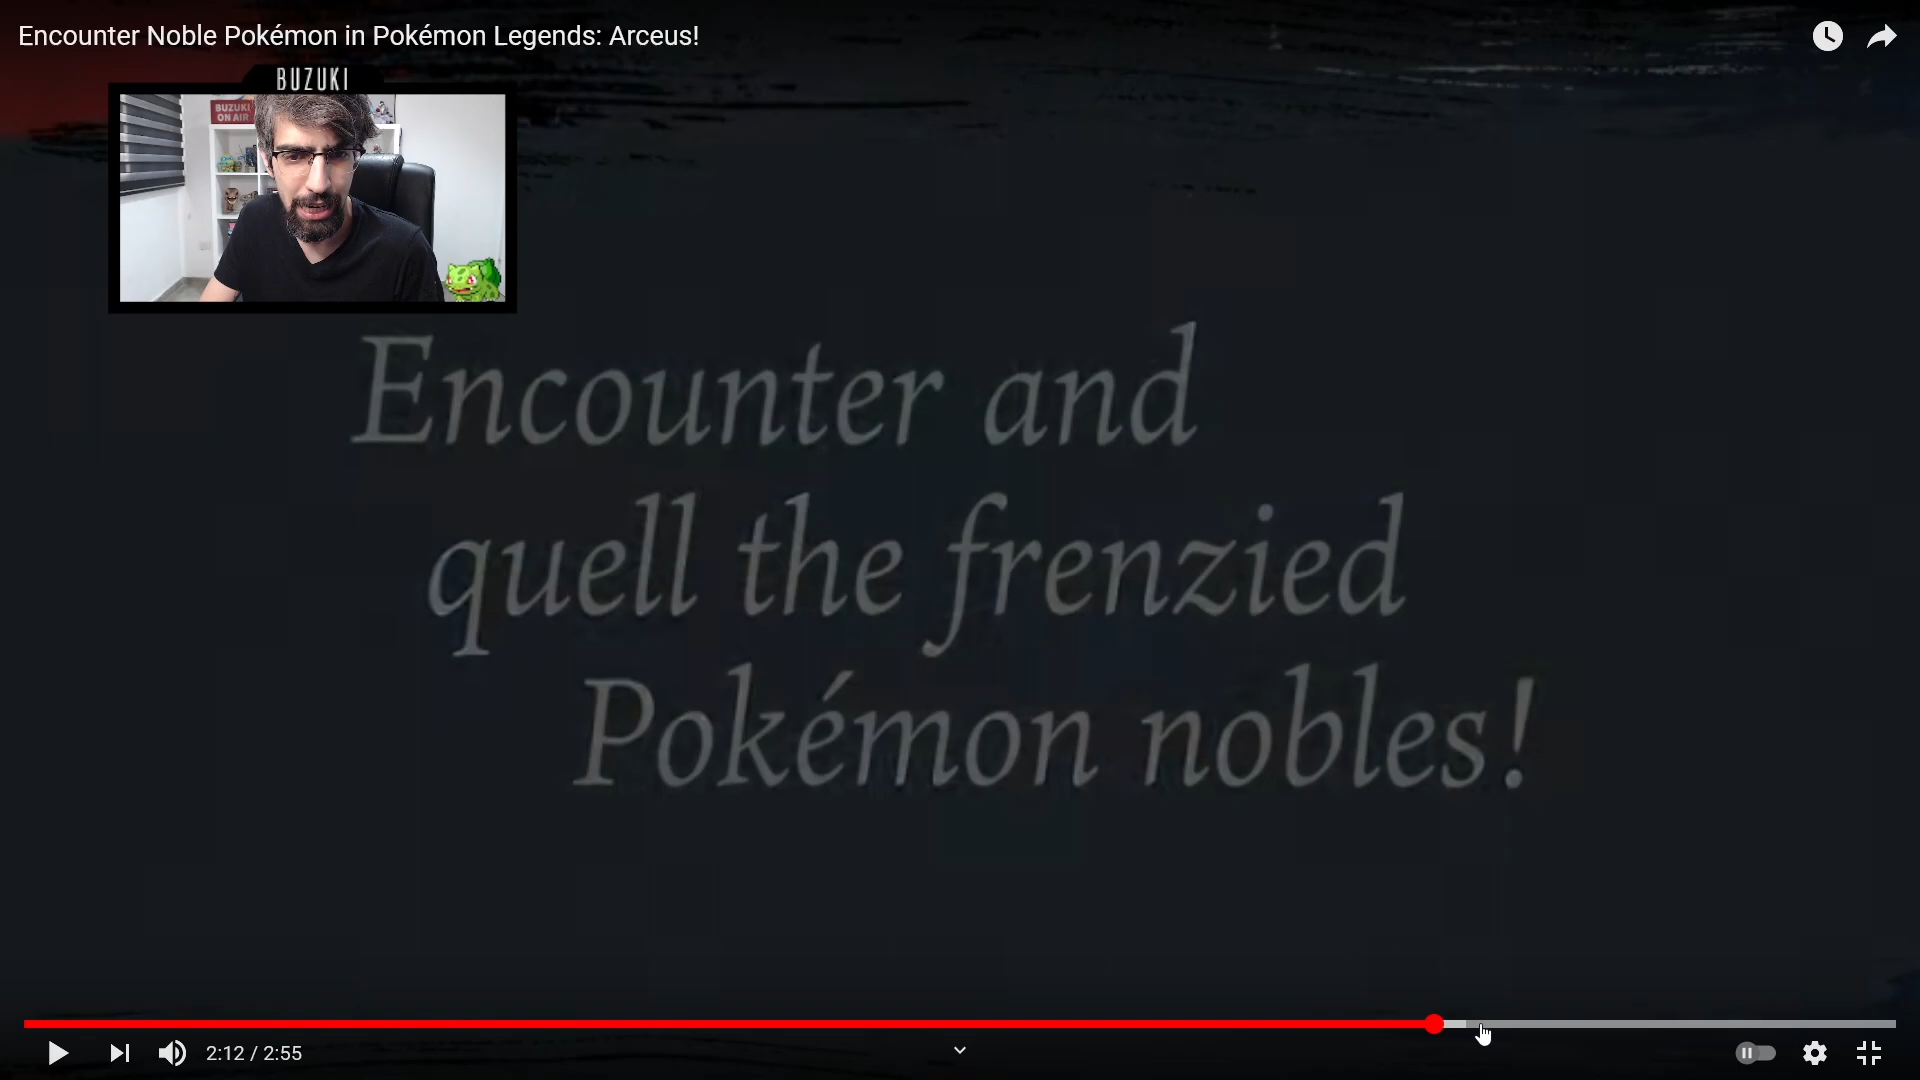 Encounter Noble Pokémon in Pokémon Legends: Arceus!
BUZUKI
BUZUKI
ON AIR
Encounter and
quell the frenzied
Pokémon nobles!
2:12 / 2:55